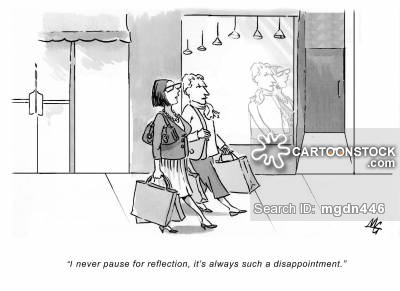 CARTOONSTOCK
.com
Search ID: mgdn446
"I never pause for reflection, it's always such a disappointment."